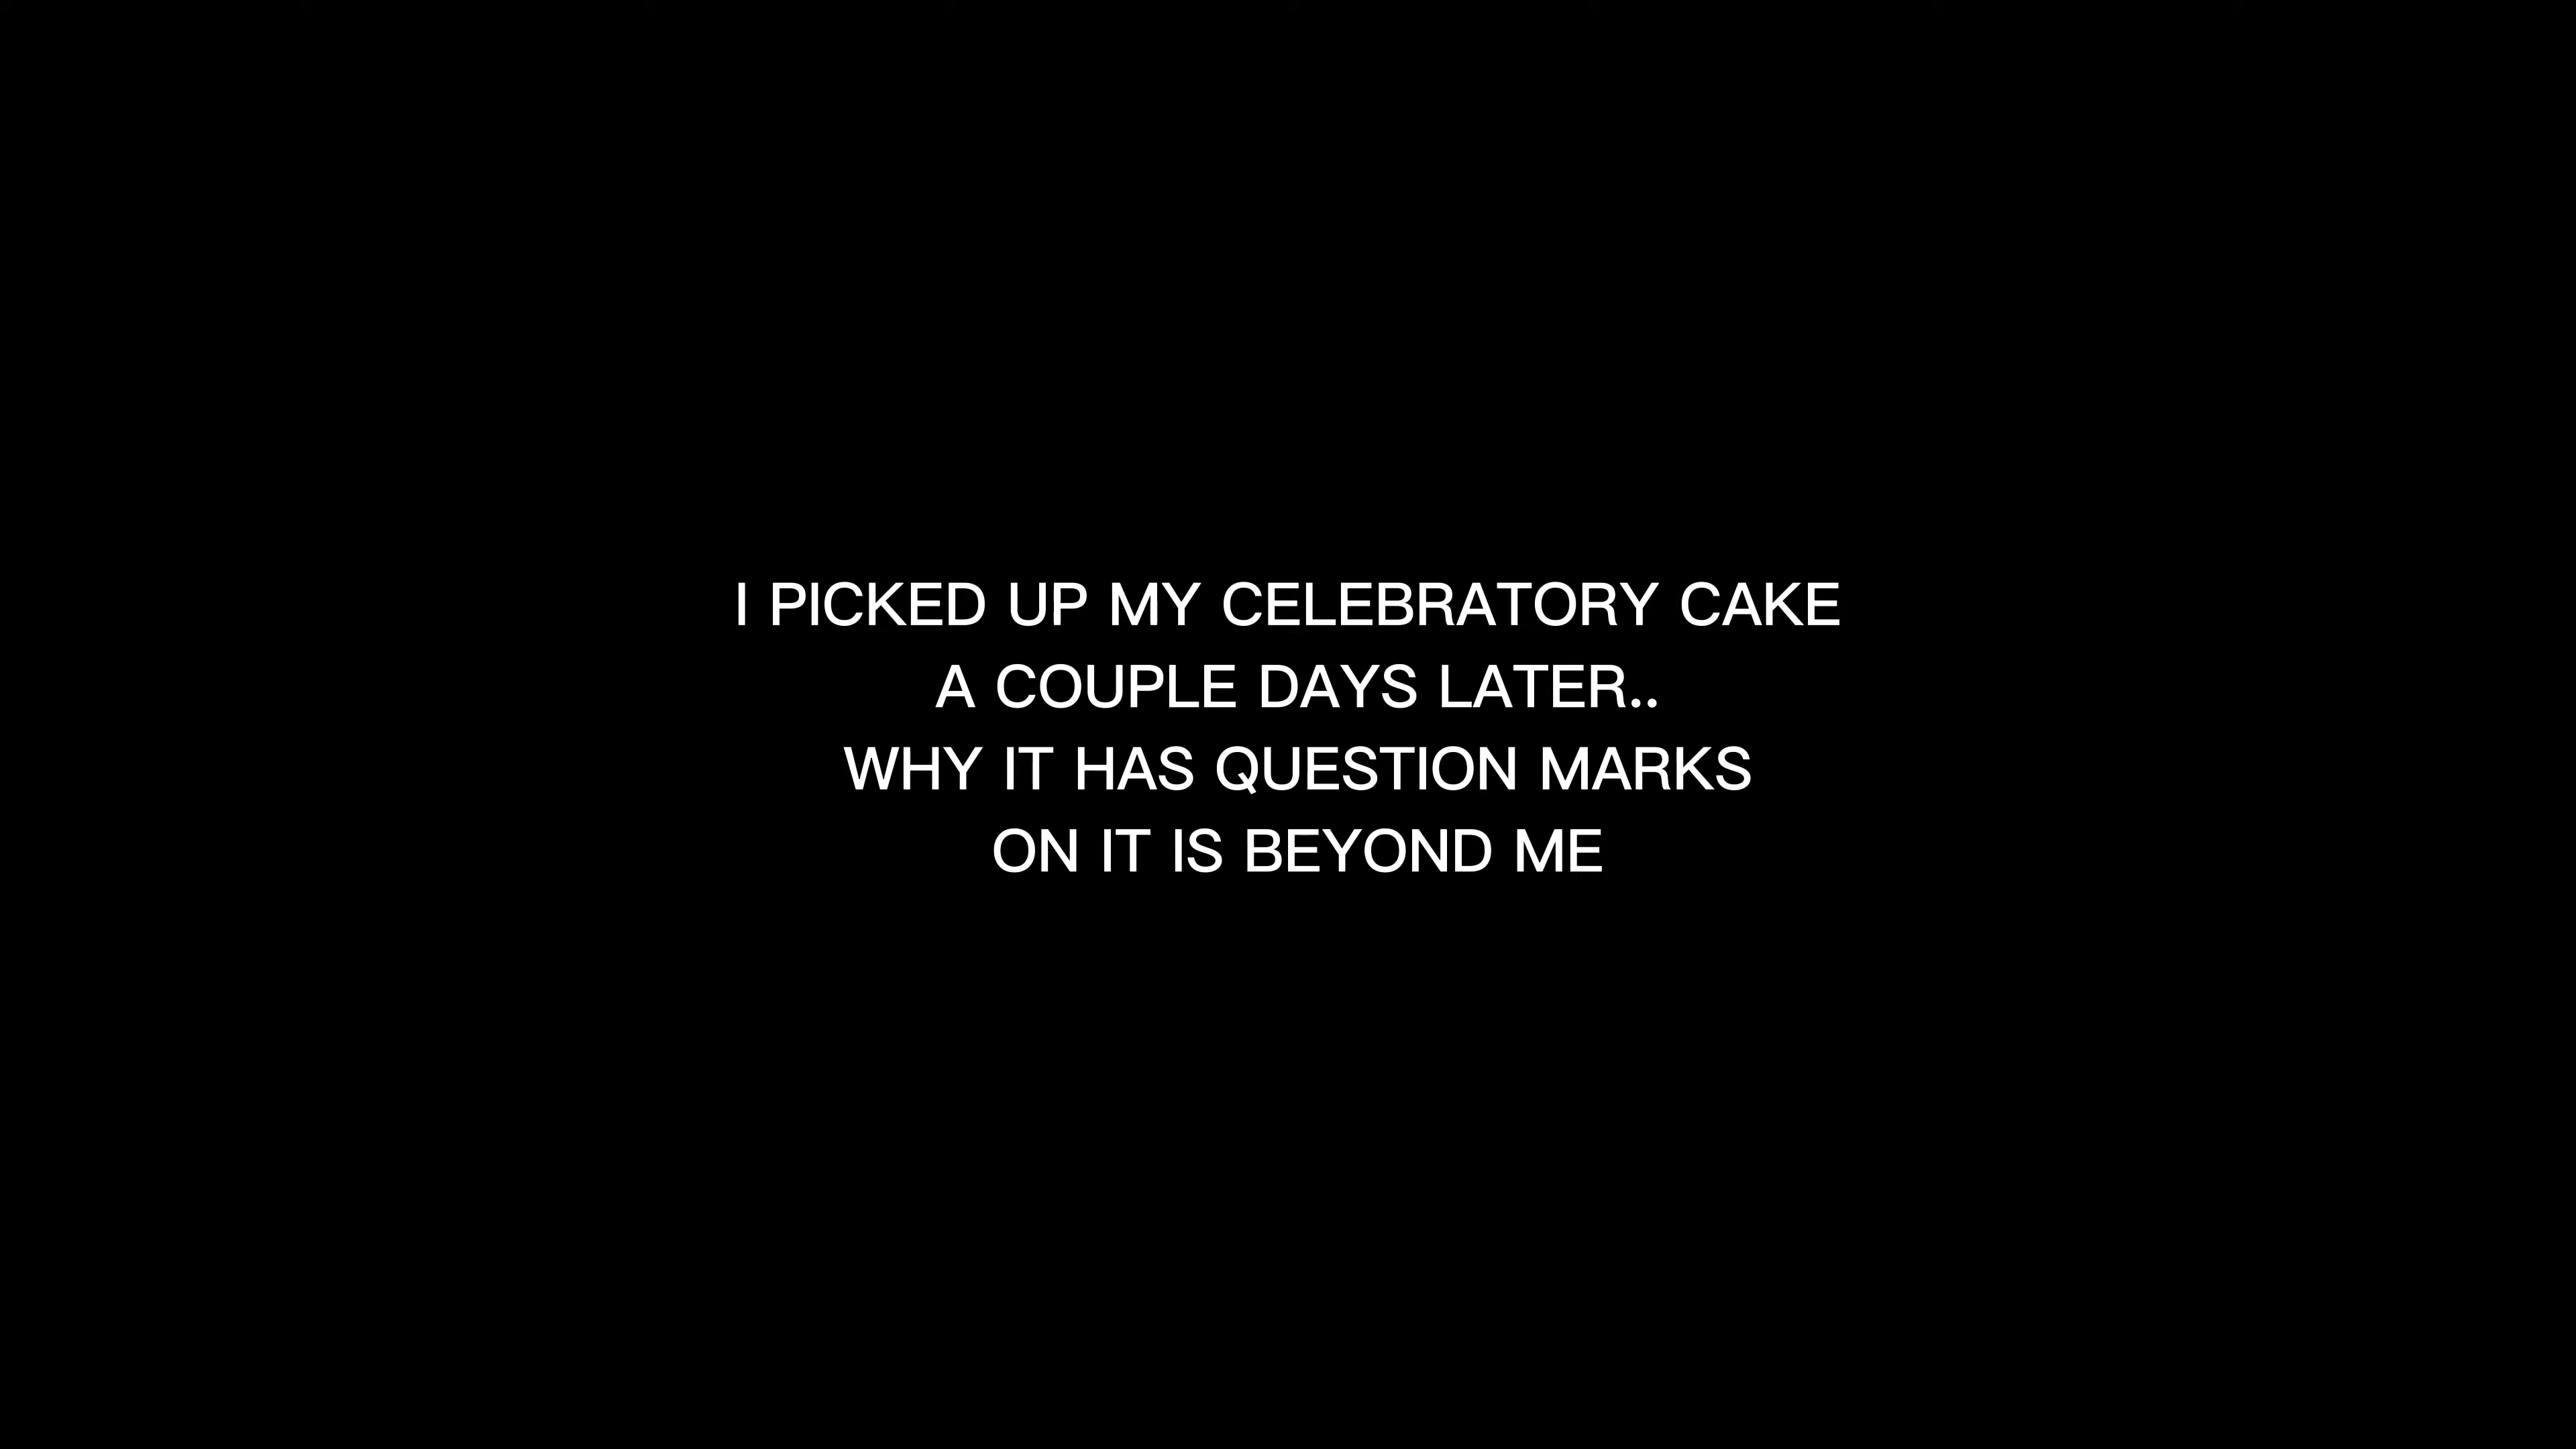 I PICKED UP MY CELEBRATORY CAKE
A COUPLE DAYS LATER..
WHY IT HAS QUESTION MARKS
ON IT IS BEYOND ME